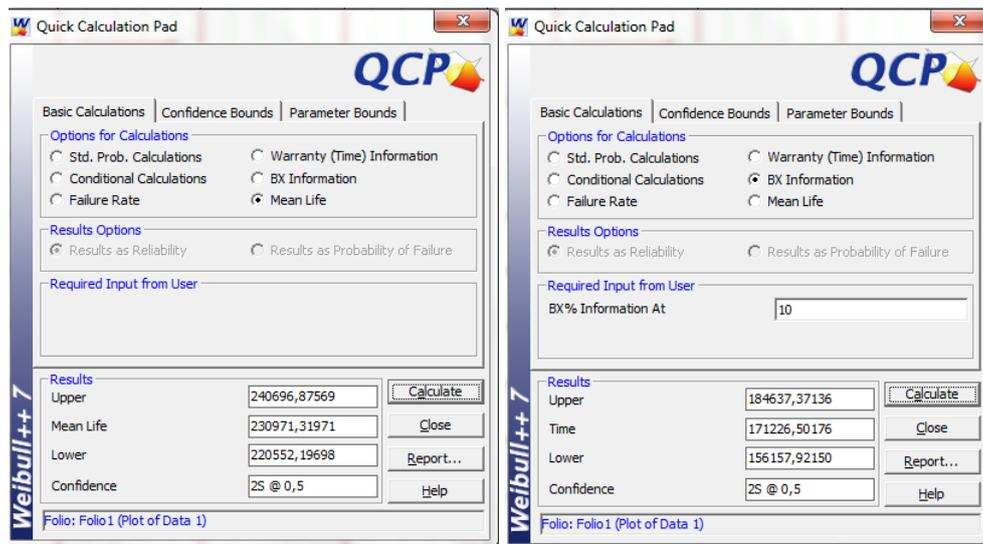 Quick Calculation Pad
QCP
Weibull++ 7
Basic Calculations Confidence Bounds Parameter Bounds
Options for Calculations
Std. Prob. Calculations Warranty (Time) Information
Conditional Calculations BX Information
Failure Rate Mean Life
Results Options
Results as Reliability Results as Probability of Failure
Required Input from User
Results
Upper 240696,87569 Calculate
Mean Life 230971,31971 Close
Lower 220552,19698 Report...
Confidence 2S @ 0,5 Help
Folio: Folio1 (Plot of Data 1)
Quick Calculation Pad
QCP
Weibull++ 7
Basic Calculations Confidence Bounds Parameter Bounds
Options for Calculations
Std. Prob. Calculations Warranty (Time) Information
Conditional Calculations BX Information
Failure Rate Mean Life
Results Options
Results as Reliability Results as Probability of Failure
Required Input from User
BX% Information At 10
Results
Upper 184637,37136 Calculate
Time 171226,50176 Close
Lower 156157,92150 Report...
Confidence 2S @ 0,5 Help
Folio: Folio1 (Plot of Data 1)